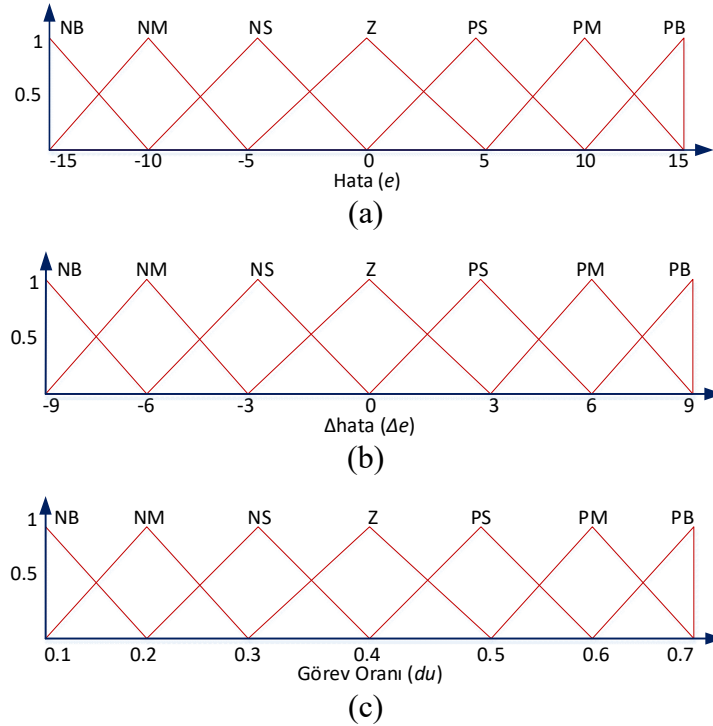 NB NM NS Z PS PM PB
1
0.5
-15 -10 -5 0 5 10 15
Hata (e)
(a)
NB NM NS Z PS PM PB
1
0.5
-9 -6 -3 0 3 6 9
Δhata (Δe)
(b)
NB NM NS Z PS PM PB
1
0.5
0.1 0.2 0.3 0.4 0.5 0.6 0.7
Görev Oranı (du)
(c)